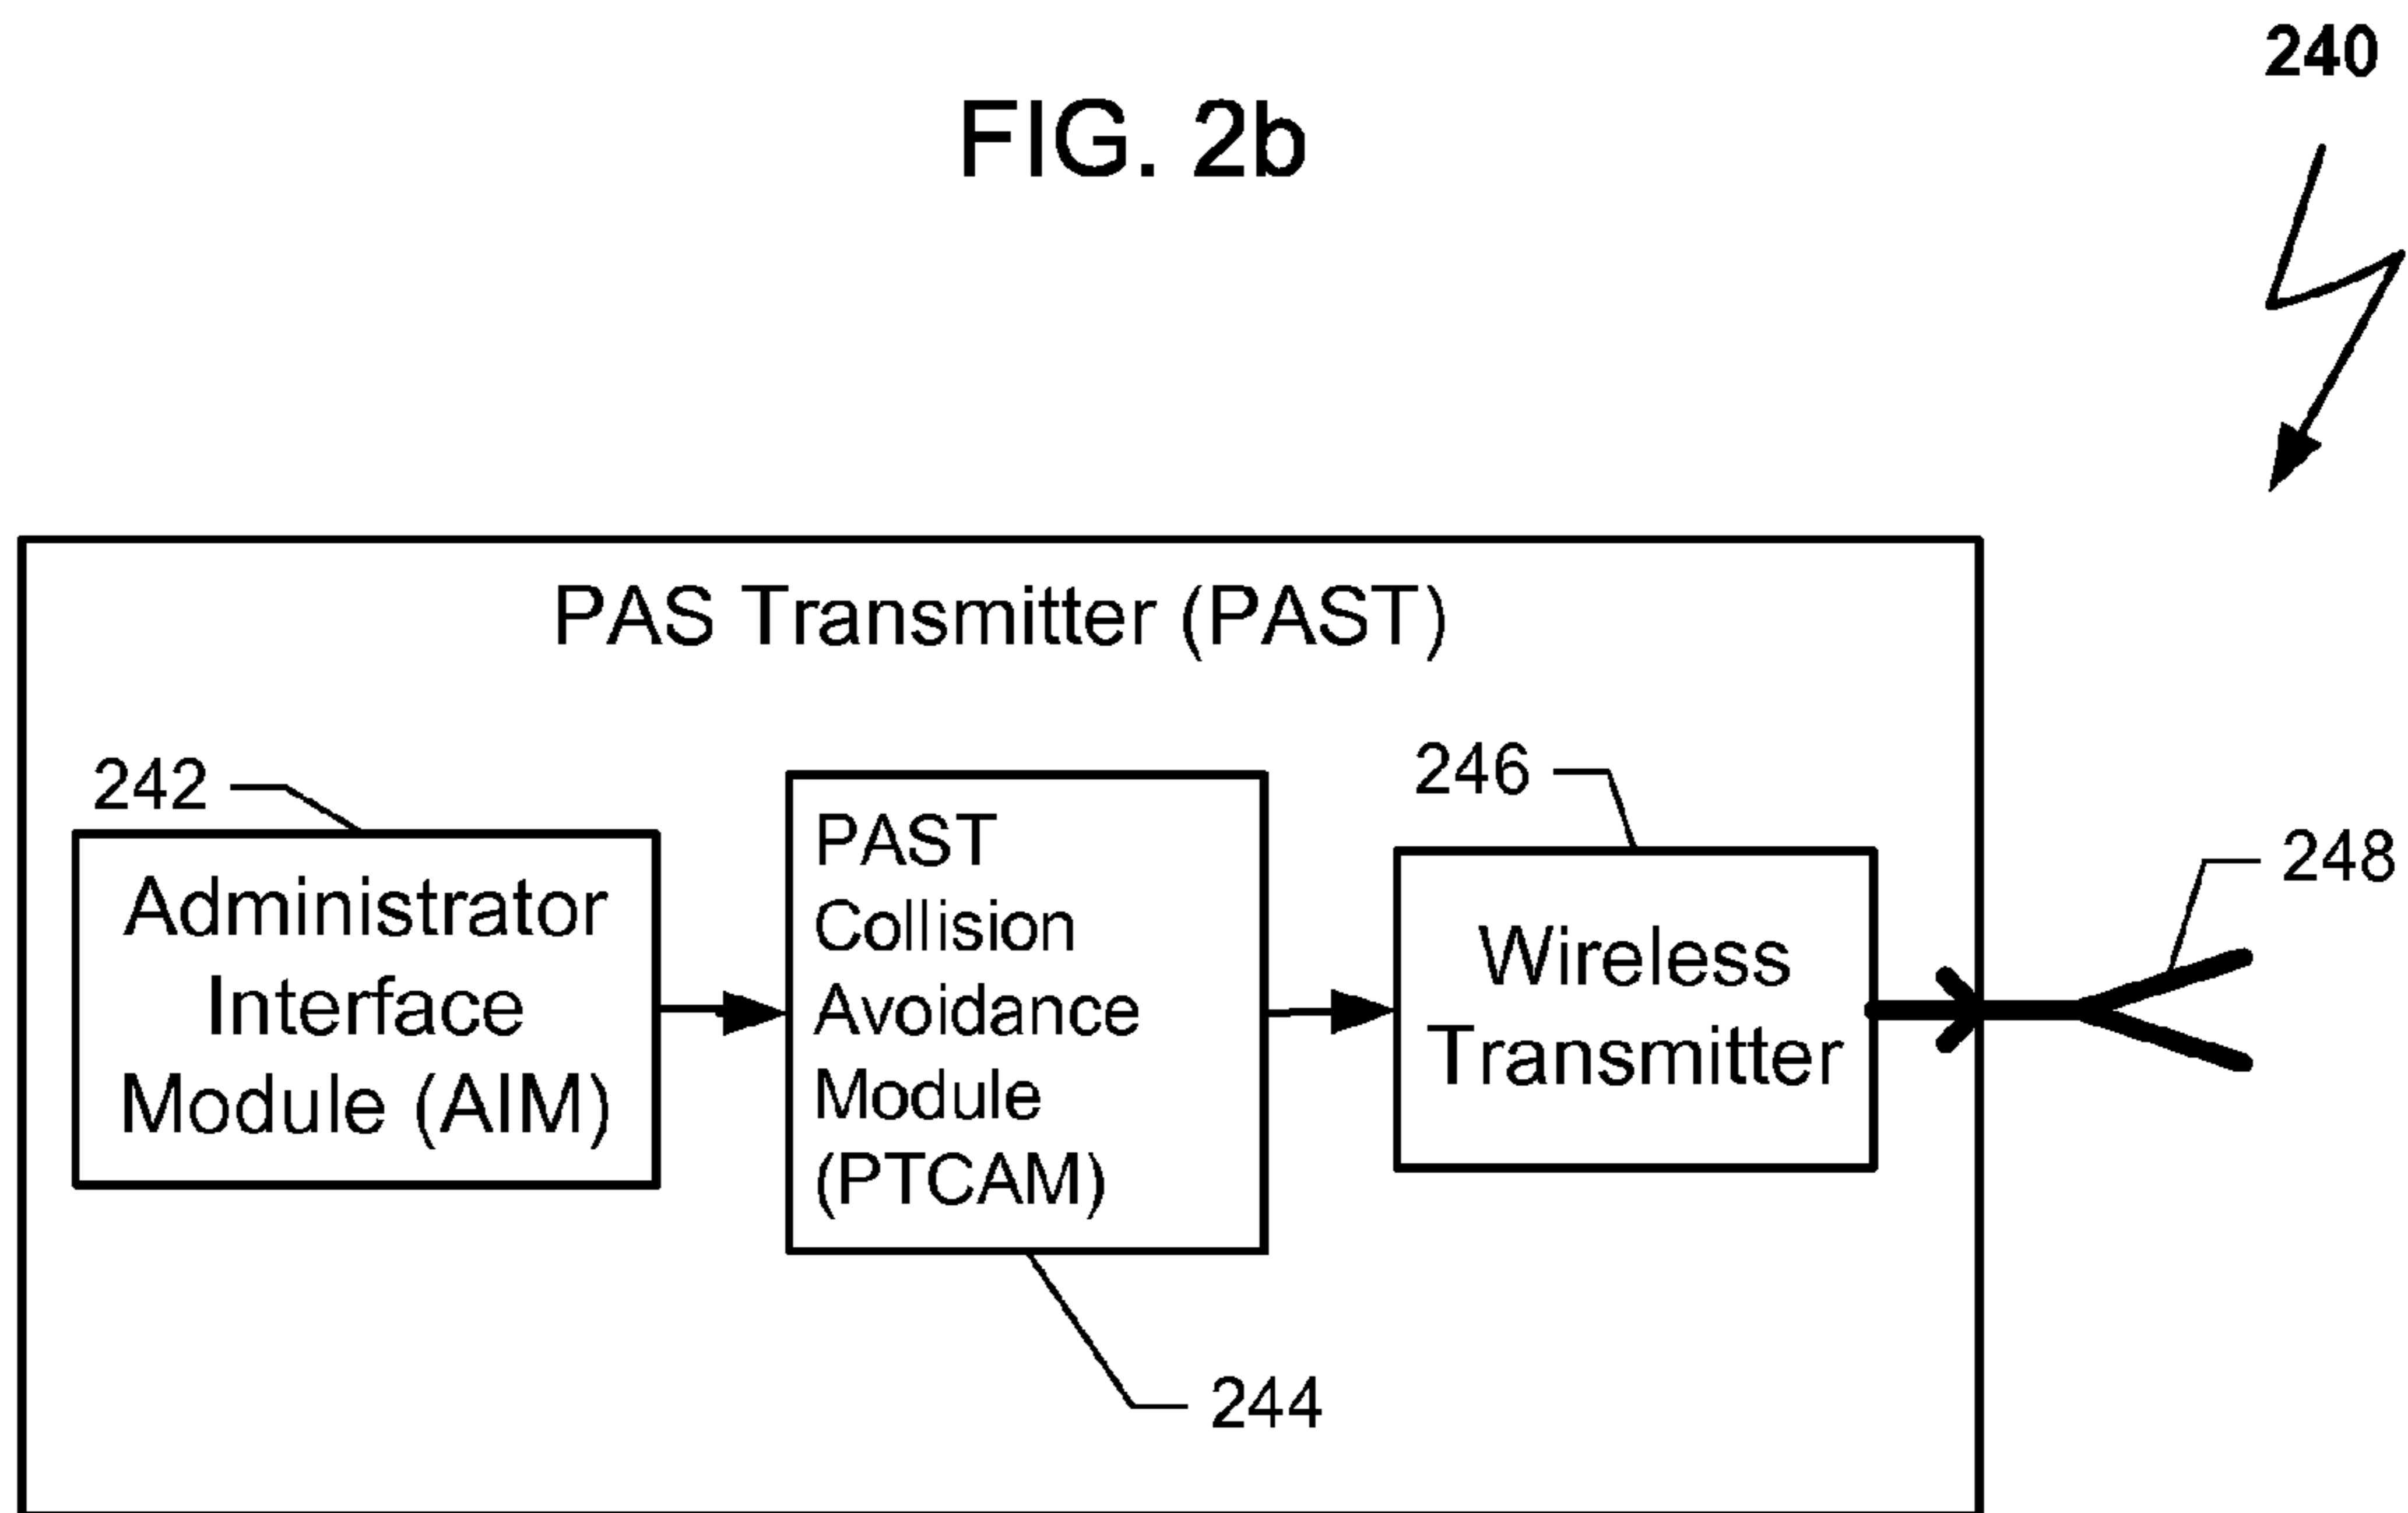 240
FIG. 2b
PAS Transmitter (PAST)
242
Administrator
Interface
Module (AIM)
PAST
Collision
Avoidance
Module
(PTCAM)
244
246
Wireless
Transmitter
248